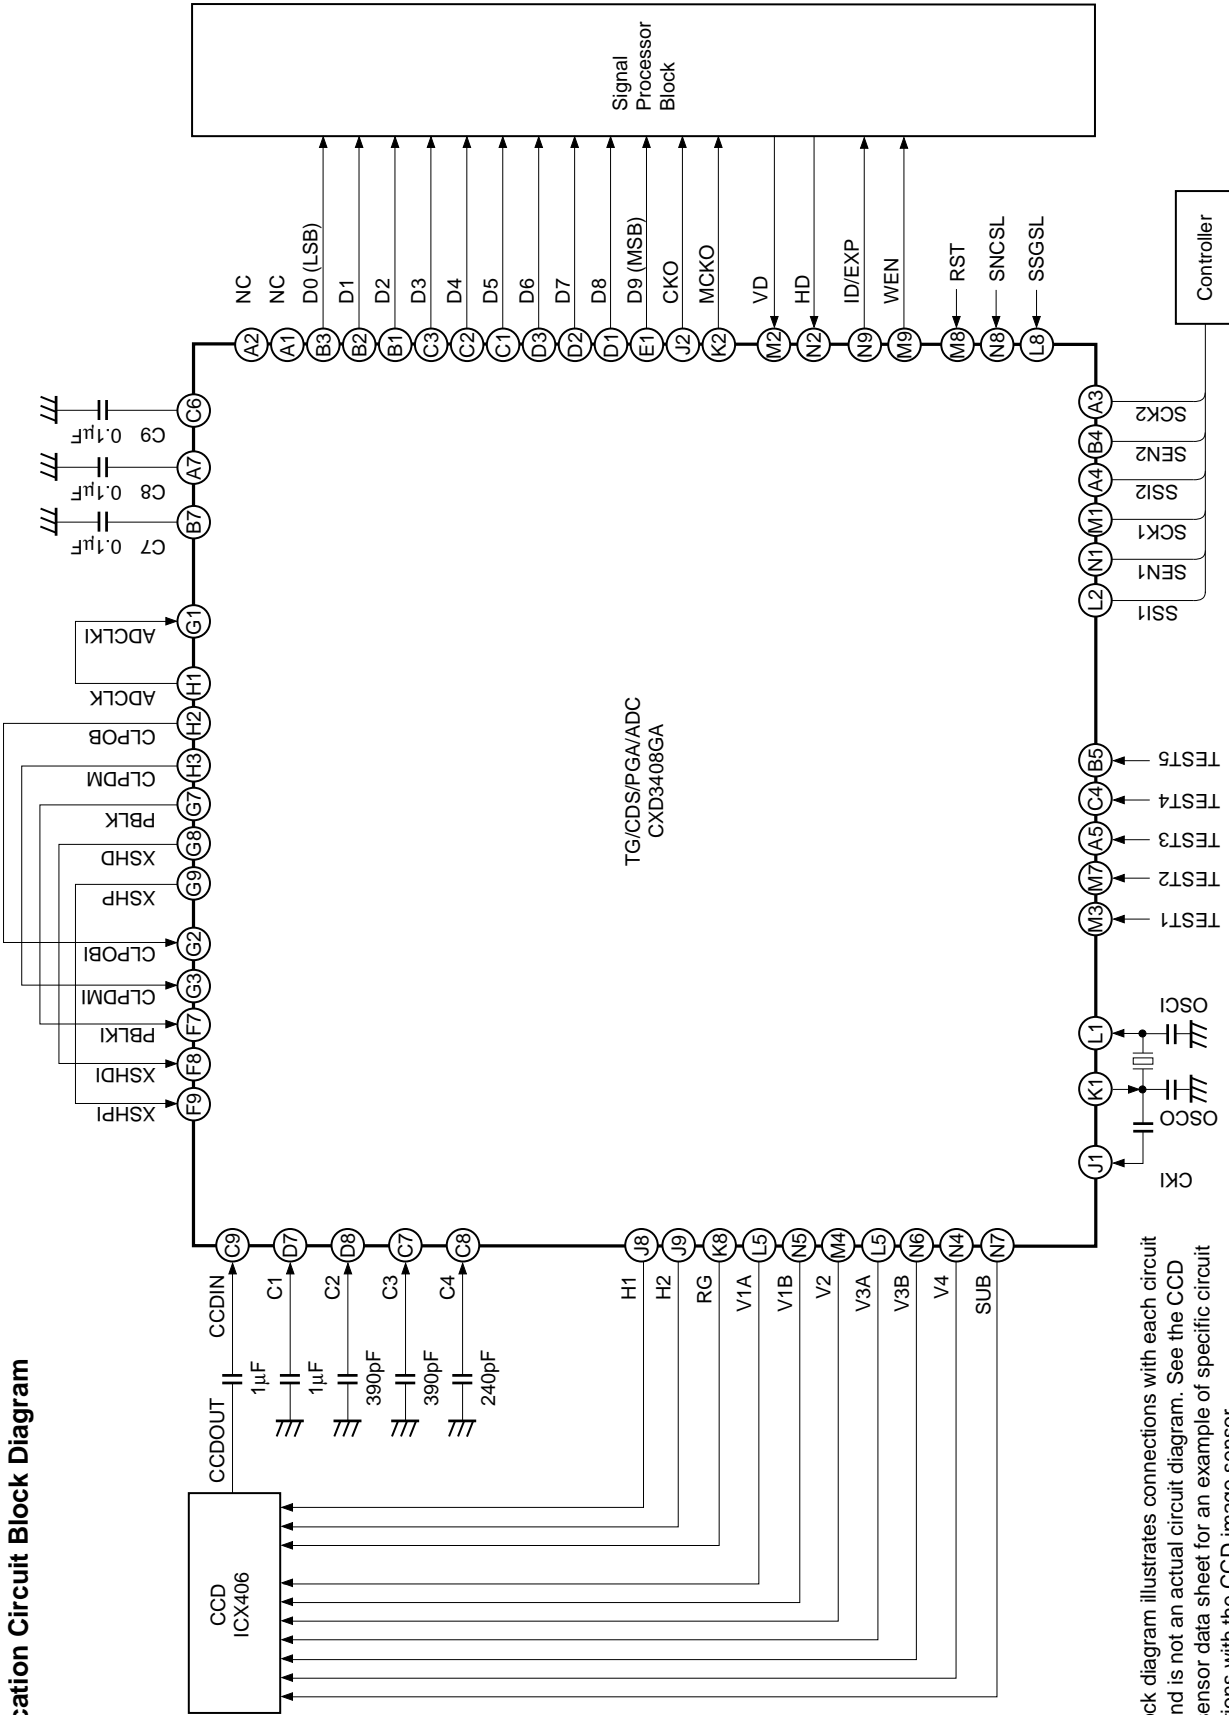 cation Circuit Block Diagram
CCD
ICX406
CCDOUT
CCDIN
1µF
C9
C1
1µF
D7
C2
390pF
D8
C3
390pF
C7
C4
240pF
C8
H1
J8
H2
J9
RG
K8
V1A
L5
V1B
N5
V2
M4
V3A
L5
V3B
N6
V4
N4
SUB
N7
XSHPI
F9
XSHDI
F8
PBLKI
F7
CLPDMI
G3
CLPOBI
G2
XSHP
G9
XSHD
G8
PBLK
G7
CLPDM
H3
CLPOB
H2
ADCLK
H1
ADCLKI
G1
C7
0.1µF
B7
C8
0.1µF
A7
C9
0.1µF
C6
TG/CDS/PGA/ADC
CXD3408GA
A2
NC
A1
NC
B3
D0 (LSB)
B2
D1
B1
D2
C3
D3
C2
D4
C1
D5
D3
D6
D2
D7
D1
D8
E1
D9 (MSB)
J2
CKO
K2
MCKO
M2
VD
N2
HD
N9
ID/EXP
M9
WEN
M8
RST
N8
SNCSL
L8
SSGSL
Signal
Processor
Block
J1
CKI
K1
OSCO
L1
OSCI
M3
TEST1
M7
TEST2
A5
TEST3
C4
TEST4
B5
TEST5
L2
SSI1
N1
SEN1
M1
SCK1
A4
SSI2
B4
SEN2
A3
SCK2
Controller
ck diagram illustrates connections with each circuit
nd is not an actual circuit diagram. See the CCD
ensor data sheet for an example of specific circuit
ions with the CCD image sensor.